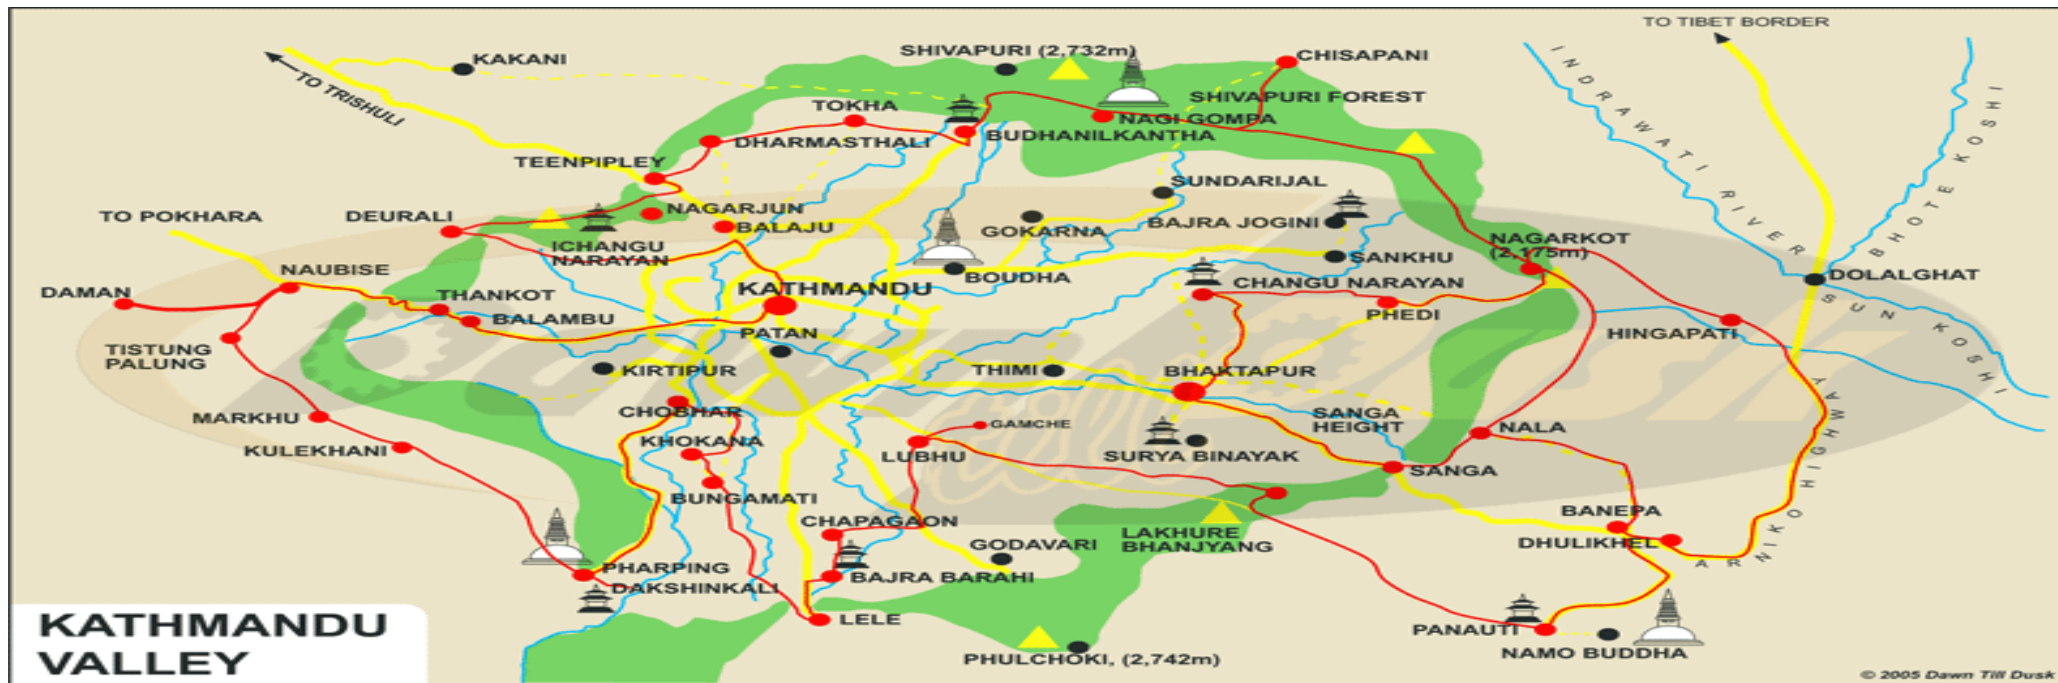 TO TIBET BORDER
KAKANI
SHIVAPURI (2,732m)
CHISAPANI
TO TRISHULI
TOKHA
SHIVAPURI FOREST
NAGI GOMPA
DHARMASTHALI
BUDHANILKANTHA
TEENPIPLEY
SUNDARIJAL
INDRAWATI RIVER
BHOTE KOSHI
TO POKHARA
DEURALI
NAGARJUN
BALAJU
GOKARNA
BAJRA JOGINI
ICHANGU
NARAYAN
NAGARKOT
(2,175m)
SANKHU
NAUBISE
BOUDHA
DOLALGHAT
DAMAN
THANKOT
KATHMANDU
CHANGU NARAYAN
BALAMBU
PHEDI
SUN KOSHI
PATAN
HINGAPATI
TISTUNG
PALUNG
KIRTIPUR
THIMI
BHAKTAPUR
MARKHU
CHOBHAR
GAMCHE
SANGA
HEIGHT
NALA
KULEKHANI
KHOKANA
LUBHU
SURYA BINAYAK
SANGA
ARNIKO HIGHWAY
BUNGAMATI
CHAPAGAON
BANEPA
LAKHURE
BHANJYANG
GODAVARI
DHULIKHEL
PHARPING
DAKSHINKALI
BAJRA BARAHI
LELE
PANAUTI
NAMO BUDDHA
PHULCHOKI, (2,742m)
KATHMANDU
VALLEY
© 2005 Dawn Till Dusk